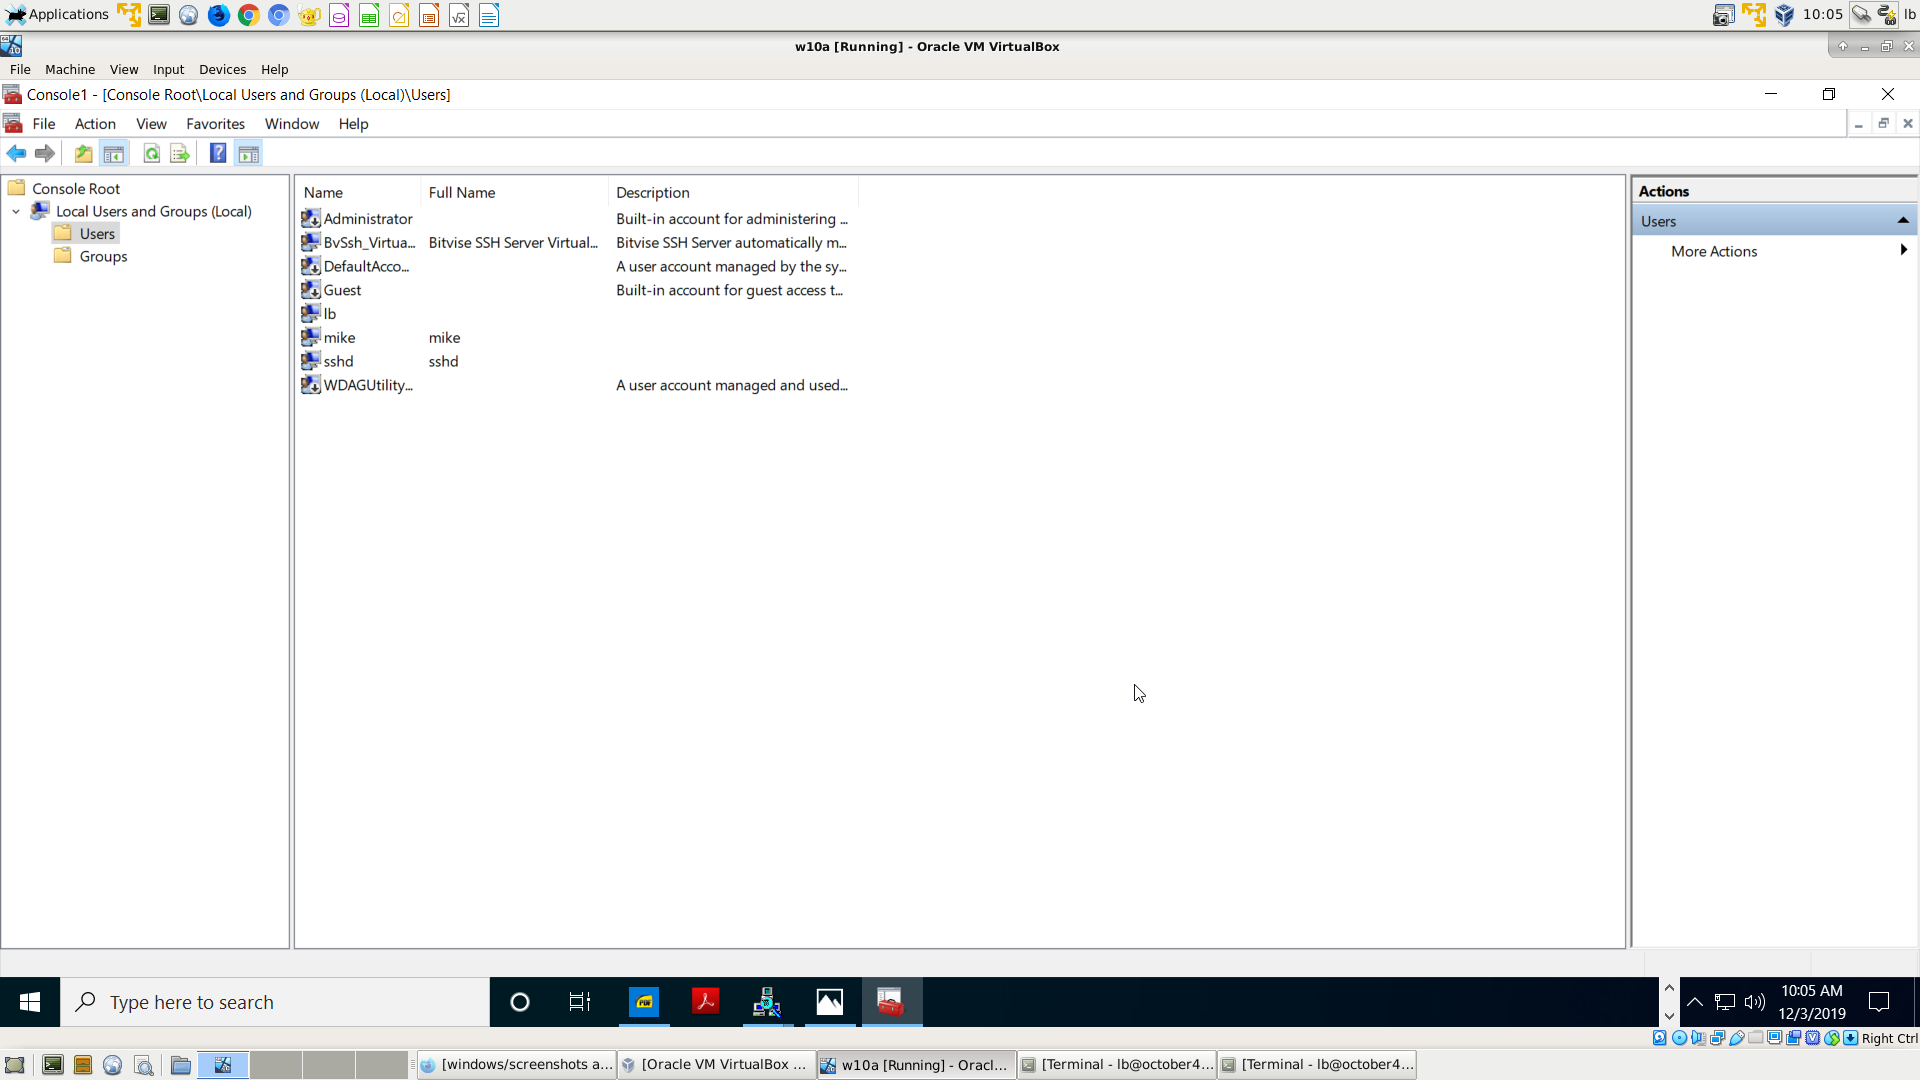 Applications
10:05
lb
w10a [Running] - Oracle VM VirtualBox
File Machine View Input Devices Help
Console1 - [Console Root\Local Users and Groups (Local)\Users]
File Action View Favorites Window Help
Console Root
Local Users and Groups (Local)
Users
Groups
Name Full Name Description
Administrator Built-in account for administering ...
BvSsh_Virtua... Bitvise SSH Server Virtual... Bitvise SSH Server automatically m...
DefaultAcco... A user account managed by the sy...
Guest Built-in account for guest access t...
lb
mike mike
sshd sshd
WDAGUtility... A user account managed and used...
Actions
Users
More Actions
Type here to search
10:05 AM
12/3/2019
Right Ctrl
[windows/screenshots a...
[Oracle VM VirtualBox ...
w10a [Running] - Oracl...
[Terminal - lb@october4...
[Terminal - lb@october4...